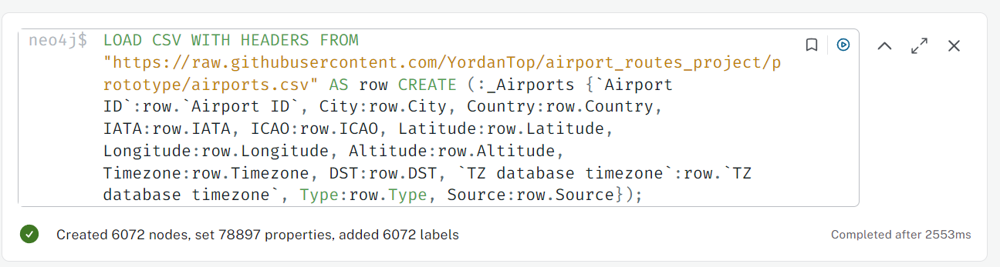 neo4j$ LOAD CSV WITH HEADERS FROM
"https://raw.githubusercontent.com/YordanTop/airport_routes_project/p
rototype/airports.csv" AS row CREATE (:_Airports {`Airport
ID`:row.`Airport ID`, City:row.City, Country:row.Country,
IATA:row.IATA, ICAO:row.ICAO, Latitude:row.Latitude,
Longitude:row.Longitude, Altitude:row.Altitude,
Timezone:row.Timezone, DST:row.DST, `TZ database timezone`:row.`TZ
database timezone`, Type:row.Type, Source:row.Source});
Created 6072 nodes, set 78897 properties, added 6072 labels
Completed after 2553ms